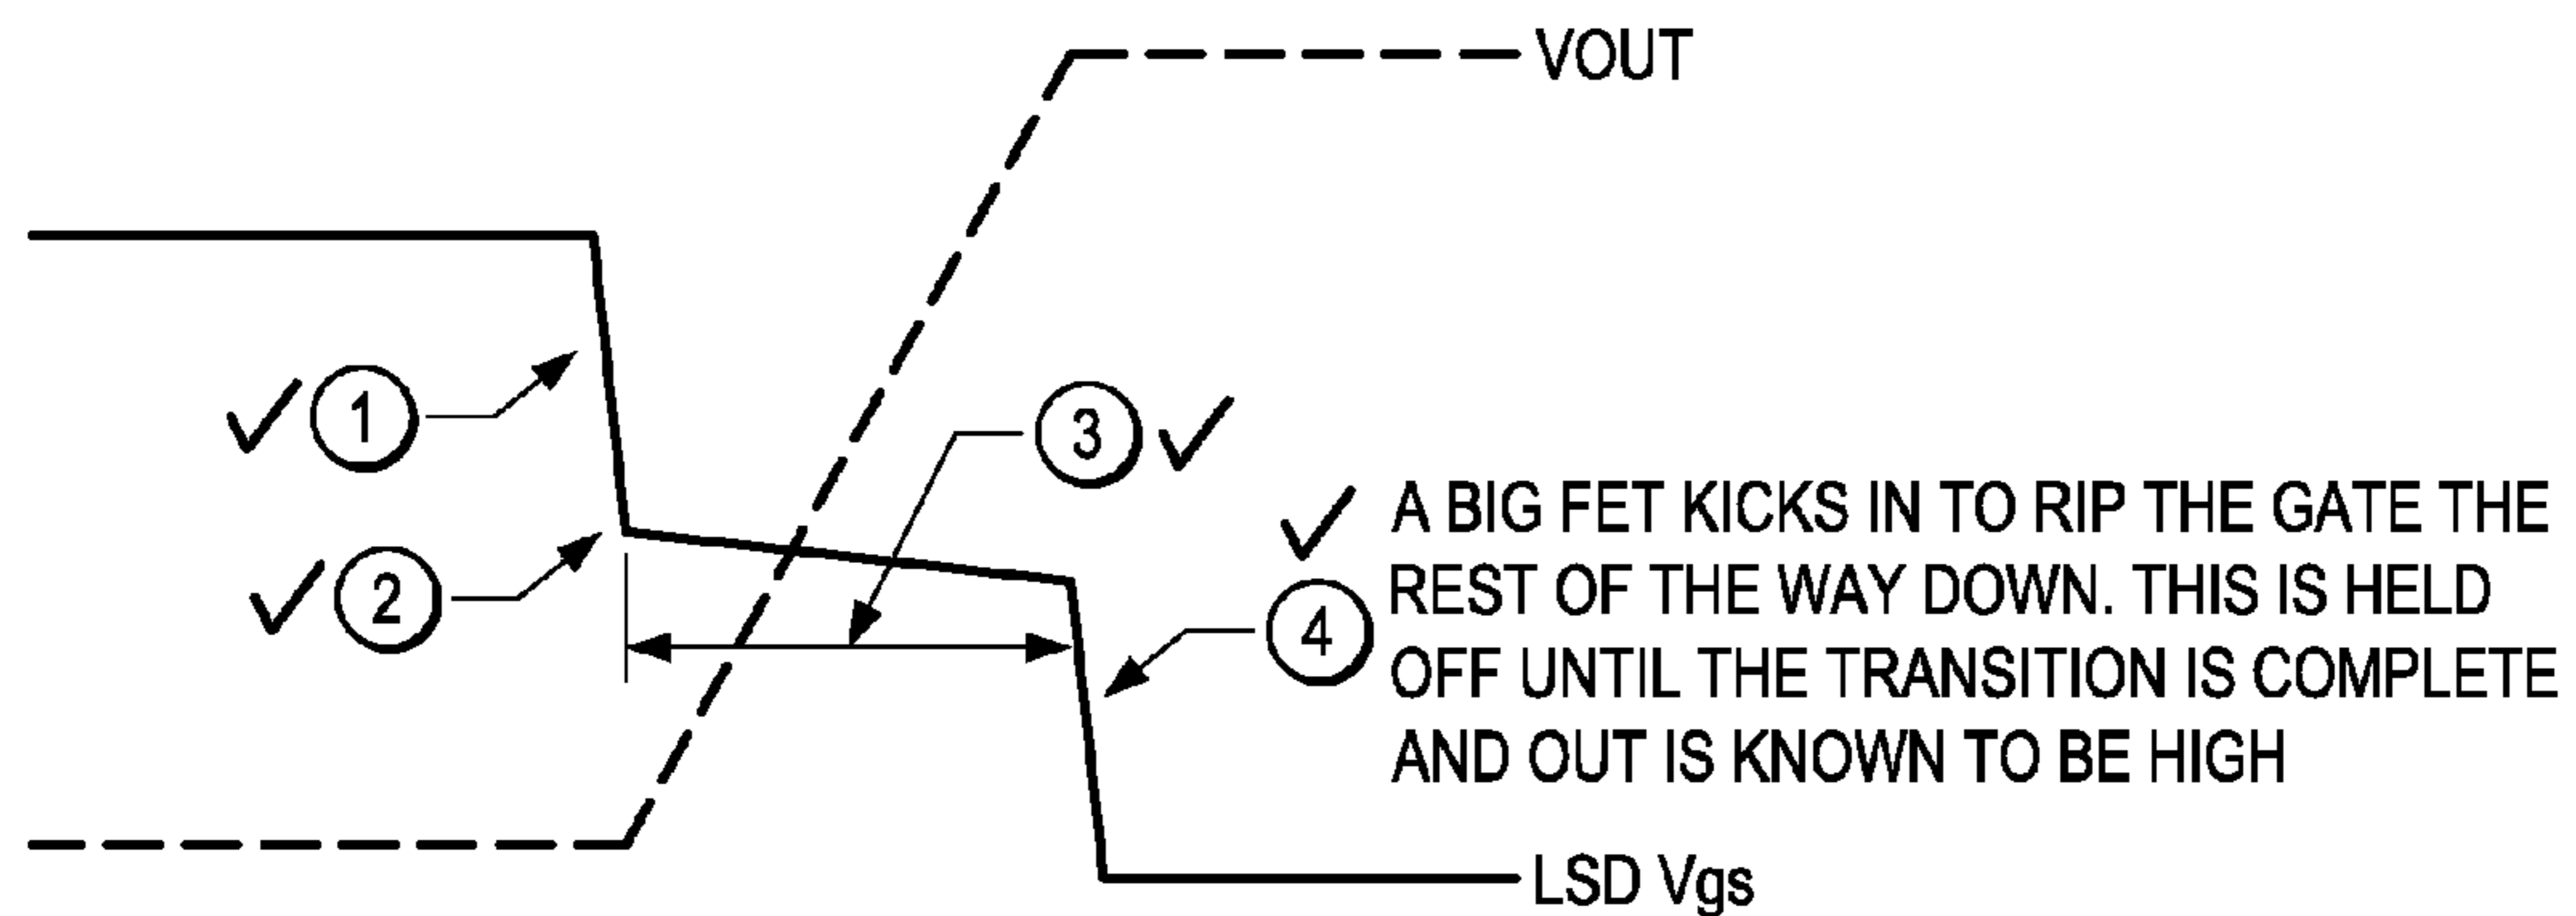 VOUT
1
3
2
A BIG FET KICKS IN TO RIP THE GATE THE
REST OF THE WAY DOWN. THIS IS HELD
4
OFF UNTIL THE TRANSITION IS COMPLETE
AND OUT IS KNOWN TO BE HIGH
LSD Vgs